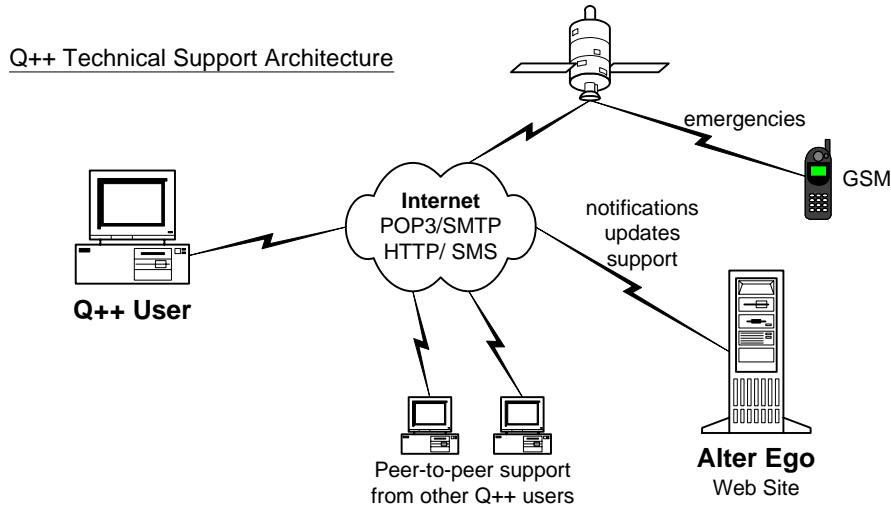 Q++ Technical Support Architecture
emergencies
GSM
Internet
POP3/SMTP
HTTP/ SMS
notifications
updates
support
Q++ User
Alter Ego
Web Site
Peer-to-peer support
from other Q++ users